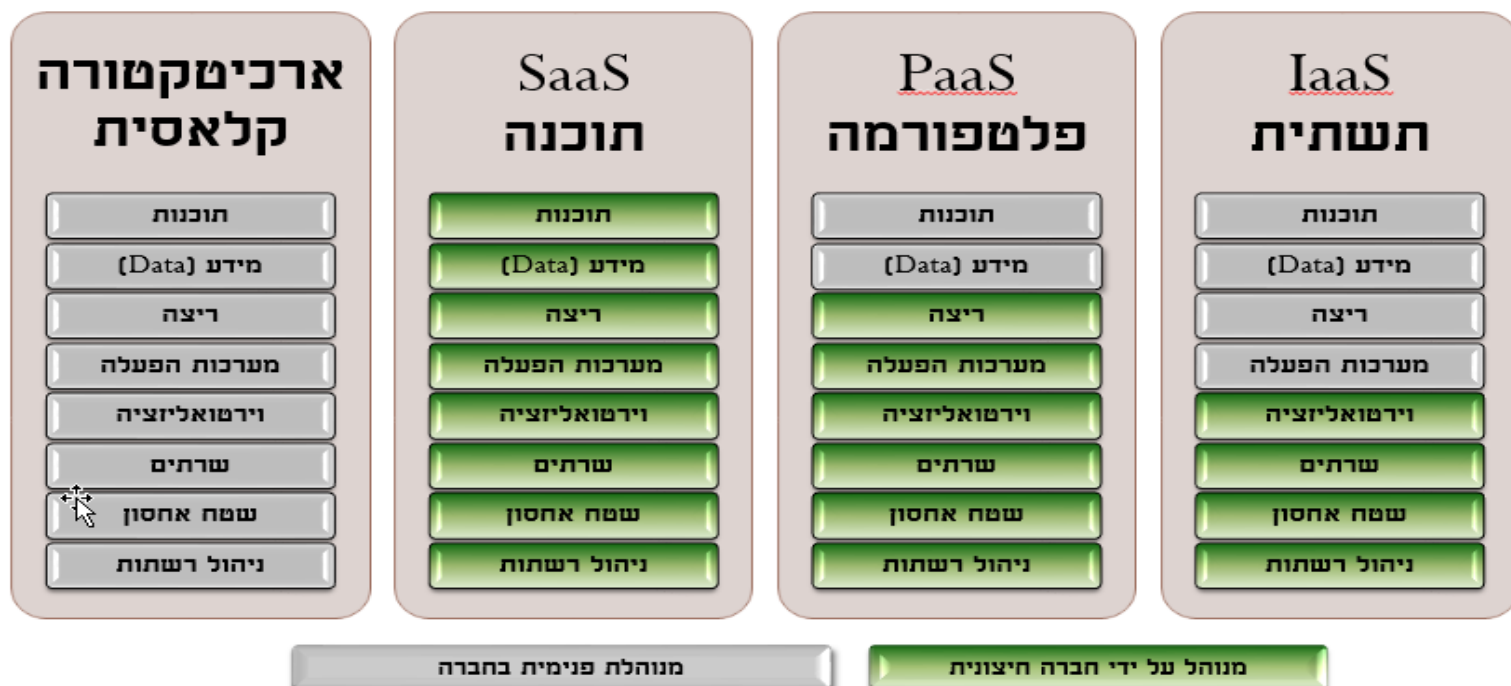 IaaS
תשתית
תוכנות
מידע (Data)
ריצה
מערכות הפעלה
וירטואליזציה
שרתים
שטח אחסון
ניהול רשתות
PaaS
פלטפורמה
תוכנות
מידע (Data)
ריצה
מערכות הפעלה
וירטואליזציה
שרתים
שטח אחסון
ניהול רשתות
SaaS
תוכנה
תוכנות
מידע (Data)
ריצה
מערכות הפעלה
וירטואליזציה
שרתים
שטח אחסון
ניהול רשתות
ארכיטקטורה
קלאסית
תוכנות
מידע (Data)
ריצה
מערכות הפעלה
וירטואליזציה
שרתים
שטח אחסון
ניהול רשתות
מנוהל על ידי חברה חיצונית
מנוהלת פנימית בחברה